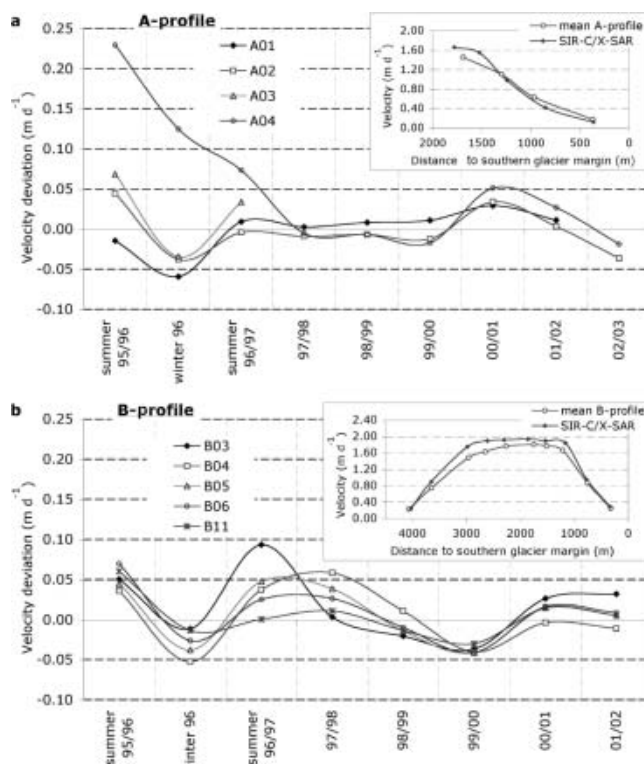 a
A-profile
0.25
0.20
0.15
0.10
0.05
0.00
-0.05
-0.10
Velocity deviation (m d-1)
A01
A02
A03
A04
mean A-profile
SIR-C/X-SAR
2.00
1.60
1.20
0.80
0.40
0.00
Velocity (m d-1)
2000 1500 1000 500 0
Distance to southern glacier margin (m)
summer 95/96
winter 96
summer 96/97
97/98
98/99
99/00
00/01
01/02
02/03
b
B-profile
0.25
0.20
0.15
0.10
0.05
0.00
-0.05
-0.10
Velocity deviation (m d-1)
B03
B04
B05
B06
B11
mean B-profile
SIR-C/X-SAR
2.40
2.00
1.60
1.20
0.80
0.40
0.00
Velocity (m d-1)
4000 3000 2000 1000 0
Distance to southern glacier margin (m)
summer 95/96
winter 96
summer 96/97
97/98
98/99
99/00
00/01
01/02